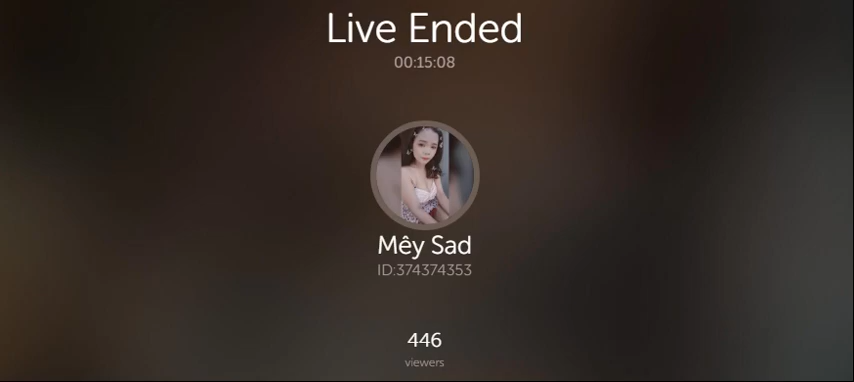 Live Ended
00:15:08
Mêy Sad
ID:374374353
446
viewers